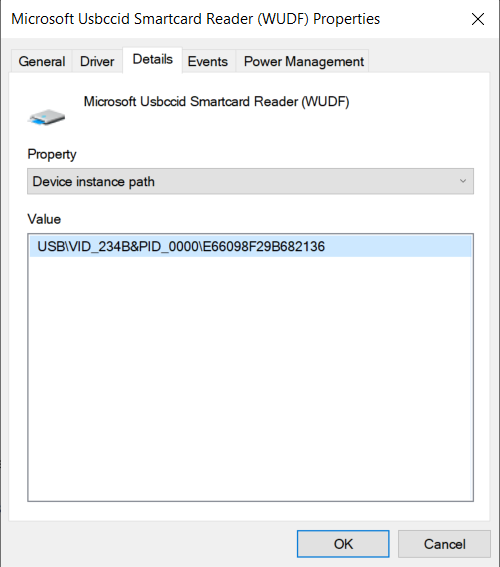 Microsoft Usbccid Smartcard Reader (WUDF) Properties
General Driver Details Events Power Management
Microsoft Usbccid Smartcard Reader (WUDF)
Property
Device instance path
Value
USB\VID_234B&PID_0000\E66098F29B682136
OK Cancel